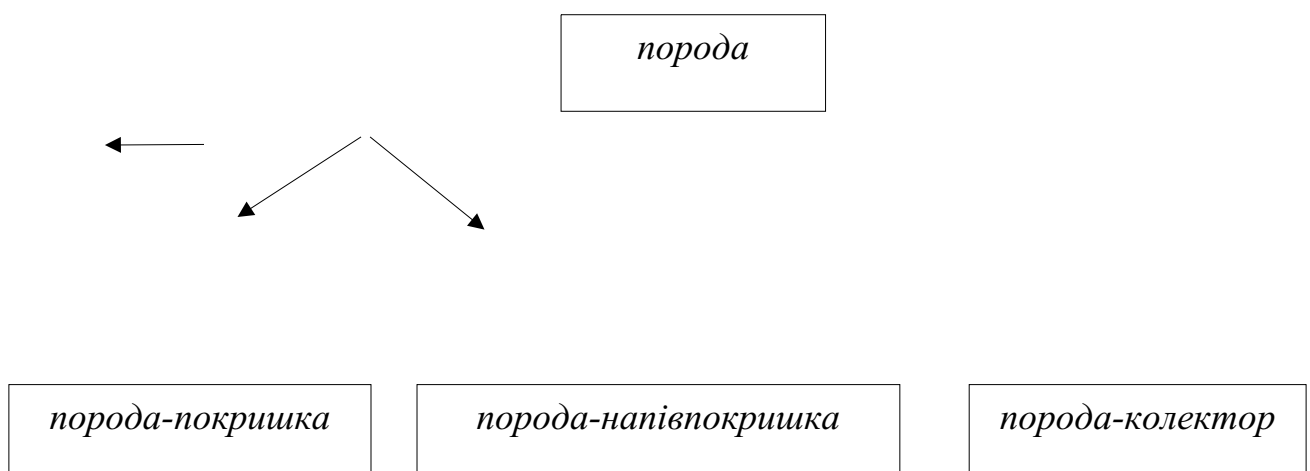 порода
порода-покришка
порода-напівпокришка
порода-колектор